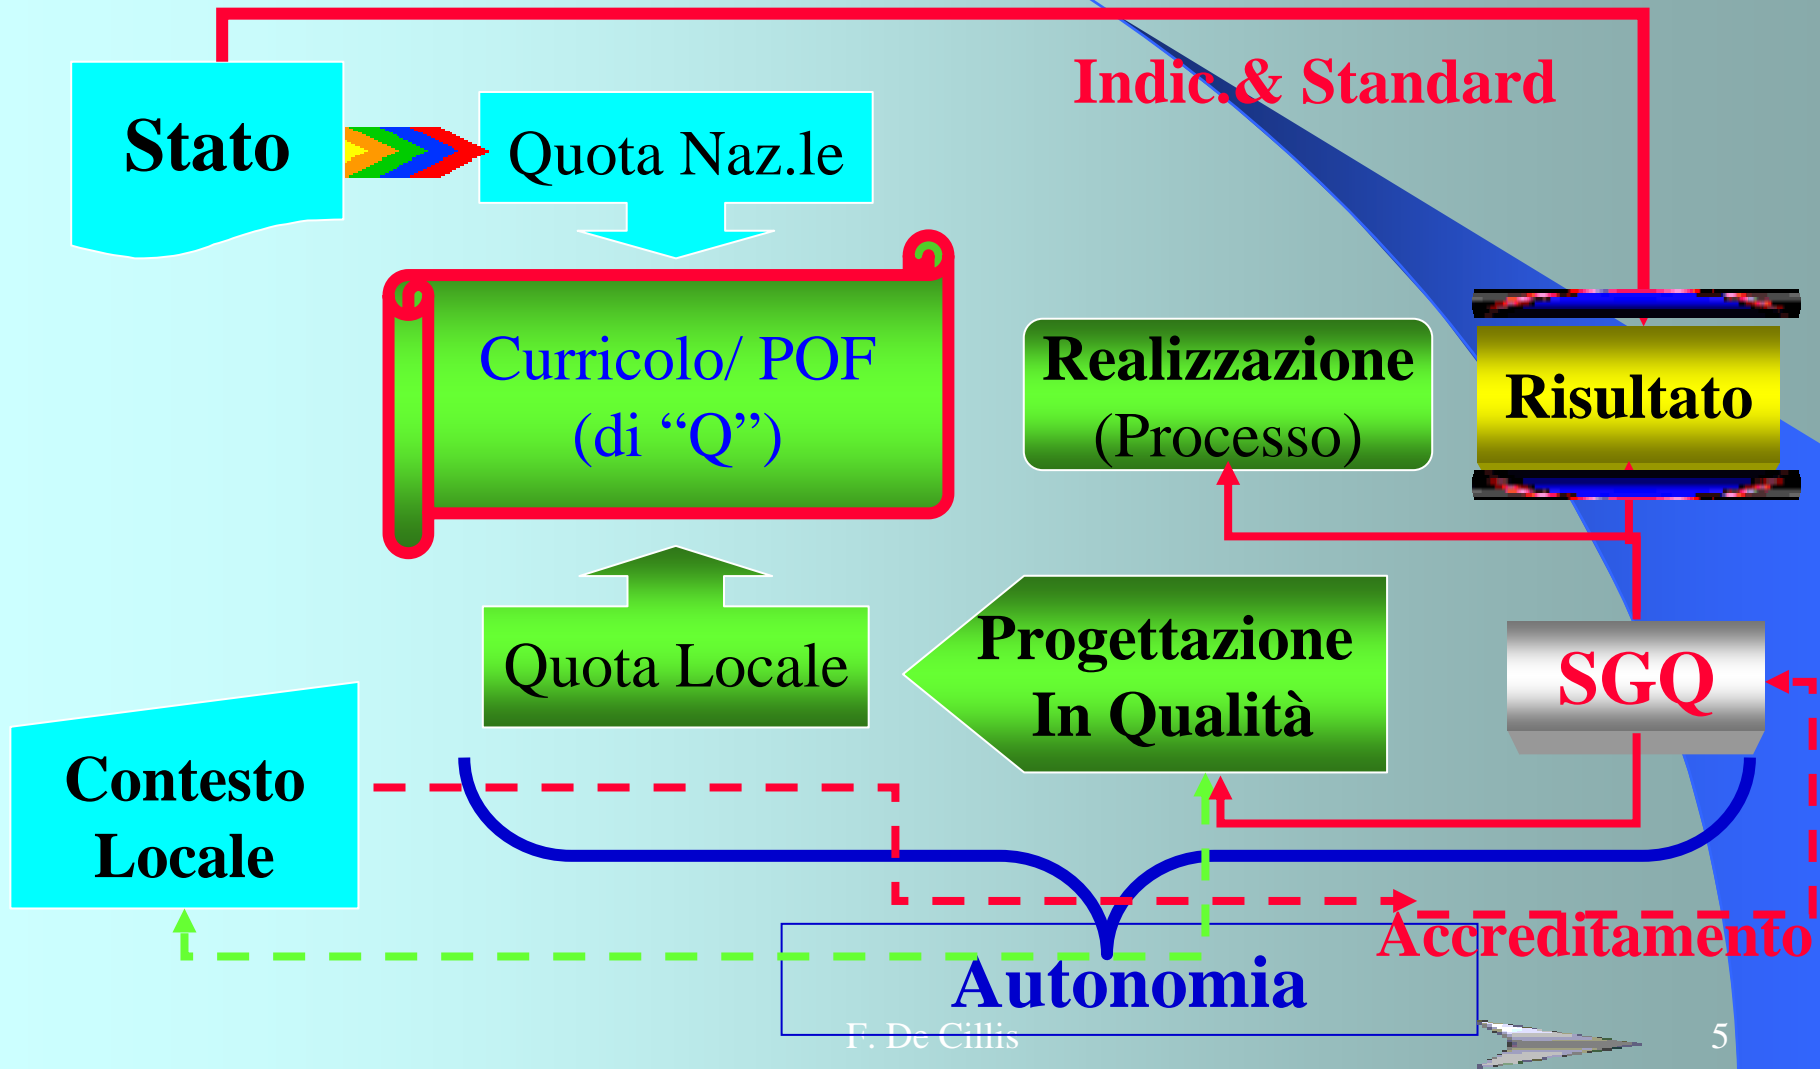 Indic.& Standard
Stato
Quota Naz.le
Curricolo/ POF
(di “Q”)
Realizzazione
(Processo)
Risultato
Quota Locale
Progettazione
In Qualità
SGQ
Contesto
Locale
Accreditamento
Autonomia
F. De Cillis
5